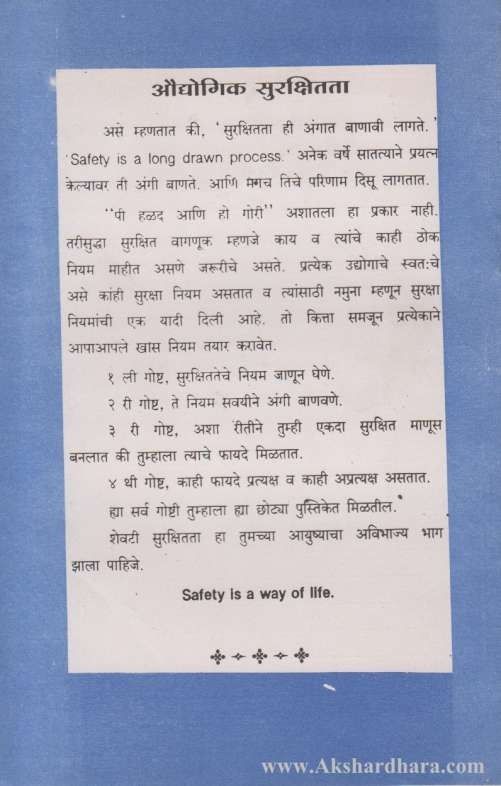 औद्योगिक सुरक्षितता
असे म्हणतात की, 'सुरक्षितता ही अंगात बाणावी लागते.'
'Safety is a long drawn process.' अनेक वर्षे सातत्याने प्रयत्न
केल्यावर ती अंगी बाणते. आणि मगच तिचे परिणाम दिसू लागतात.
''पी हळद आणि हो गोरी'' अशातला हा प्रकार नाही.
तरीसुद्धा सुरक्षित वागणूक म्हणजे काय व त्यांचे काही ठोक
नियम माहीत असणे जरूरीचे असते. प्रत्येक उद्योगाचे स्वतःचे
असे कांही सुरक्षा नियम असतात व त्यांसाठी नमुना म्हणून सुरक्षा
नियमांची एक यादी दिली आहे. तो कित्ता समजून प्रत्येकाने
आपाआपले खास नियम तयार करावेत.
१ ली गोष्ट, सुरक्षिततेचे नियम जाणून घेणे.
२ री गोष्ट, ते नियम सवयीने अंगी बाणवणे.
३ री गोष्ट, अशा रीतीने तुम्ही एकदा सुरक्षित माणूस
बनलात की तुम्हाला त्याचे फायदे मिळतात.
४ थी गोष्ट, काही फायदे प्रत्यक्ष व काही अप्रत्यक्ष असतात.
ह्या सर्व गोष्टी तुम्हाला ह्या छोट्या पुस्तिकेत मिळतील.
शेवटी सुरक्षितता हा तुमच्या आयुष्याचा अविभाज्य भाग
झाला पाहिजे.
Safety is a way of life.
www.Akshardhara.com